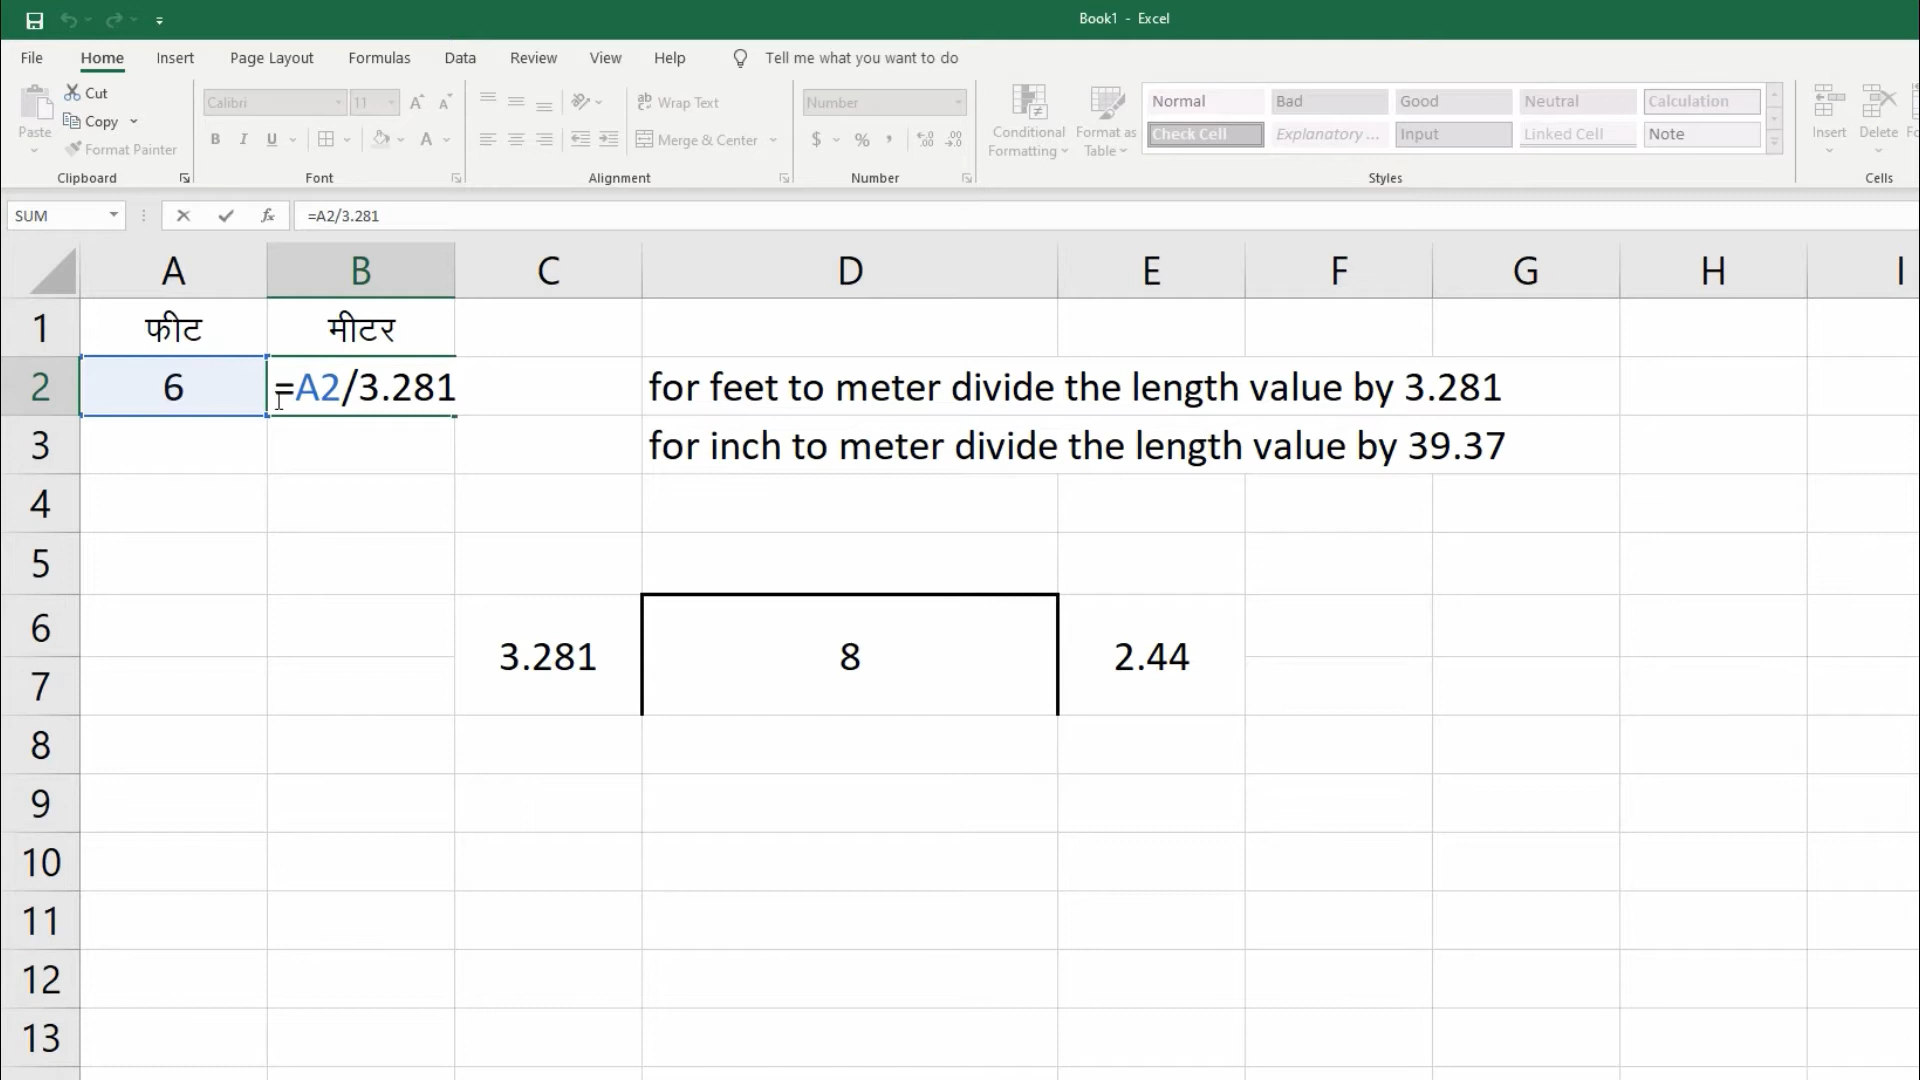 Book1 - Excel
File Home Insert Page Layout Formulas Data Review View Help Tell me what you want to do
Paste
Cut
Copy
Format Painter
Clipboard
Calibri 11 A A
B I U A
Font
ab Wrap Text
Merge & Center
Alignment
Number
$ % ,
Number
Conditional Formatting
Format as Table
Normal Bad Good Neutral Calculation
Check Cell Explanatory ... Input Linked Cell Note
Styles
Insert Delete
Cells
SUM fx =A2/3.281
A B C D E F G H I
1 फीट मीटर
2 6 =A2/3.281 for feet to meter divide the length value by 3.281
3 for inch to meter divide the length value by 39.37
4
5
6
3.281 8 2.44
7
8
9
10
11
12
13